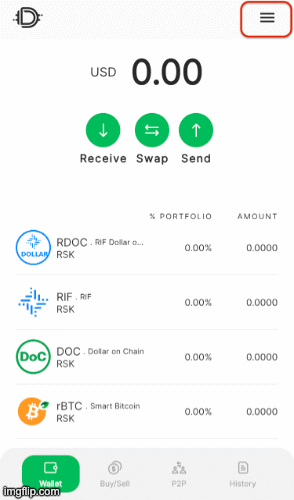 USD 0.00
Receive Swap Send
% PORTFOLIO AMOUNT
RDOC . RIF Dollar o...
RSK
0.00% 0.0000
DOLLAR
RIF . RIF
RSK
0.00% 0.0000
DOC . Dollar on Chain
RSK
0.00% 0.0000
DoC
rBTC . Smart Bitcoin
RSK
0.00% 0.0000
Wallet Buy/Sell P2P History
imgflip.com